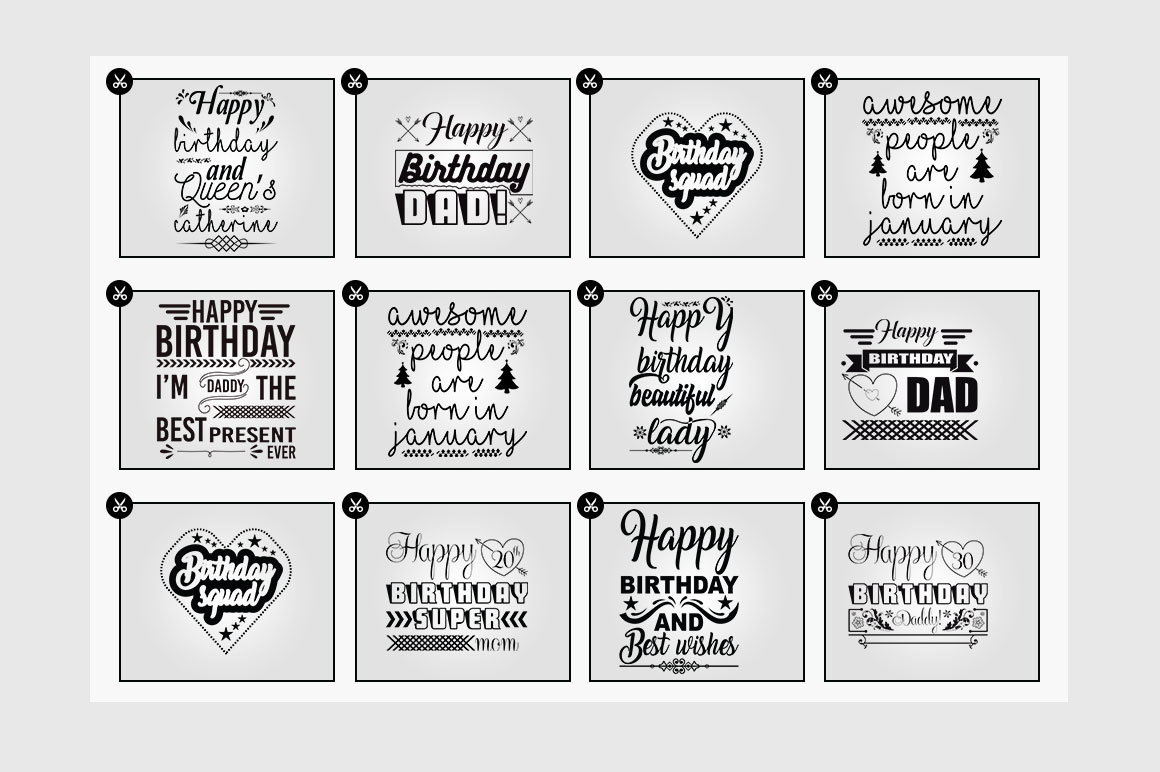 Happy
birthday
and
Queen's
catherine
Happy
Birthday
DAD!
Birthday
squad
awesome
people
are
born in
january
HAPPY
BIRTHDAY
I'M DADDY THE
BEST PRESENT
EVER
awesome
people
are
born in
january
HappY
birthday
beautiful
lady
Happy
BIRTHDAY
DAD
Birthday
squad
Happy 20th
BIRTHDAY
SUPER
mom
Happy
BIRTHDAY
AND
Best wishes
Happy 30
BIRTHDAY
Daddy!